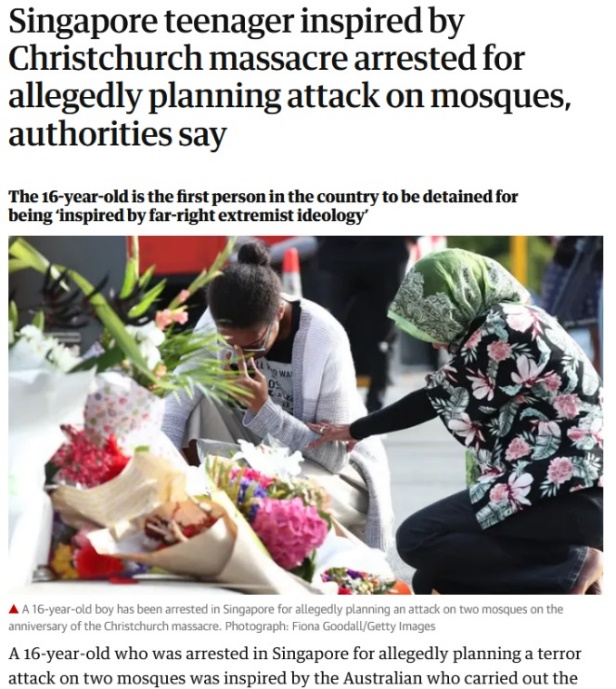 Singapore teenager inspired by
Christchurch massacre arrested for
allegedly planning attack on mosques,
authorities say
The 16-year-old is the first person in the country to be detained for
being ‘inspired by far-right extremist ideology’
▲ A 16-year-old boy has been arrested in Singapore for allegedly planning an attack on two mosques on the
anniversary of the Christchurch massacre. Photograph: Fiona Goodall/Getty Images
A 16-year-old who was arrested in Singapore for allegedly planning a terror
attack on two mosques was inspired by the Australian who carried out the